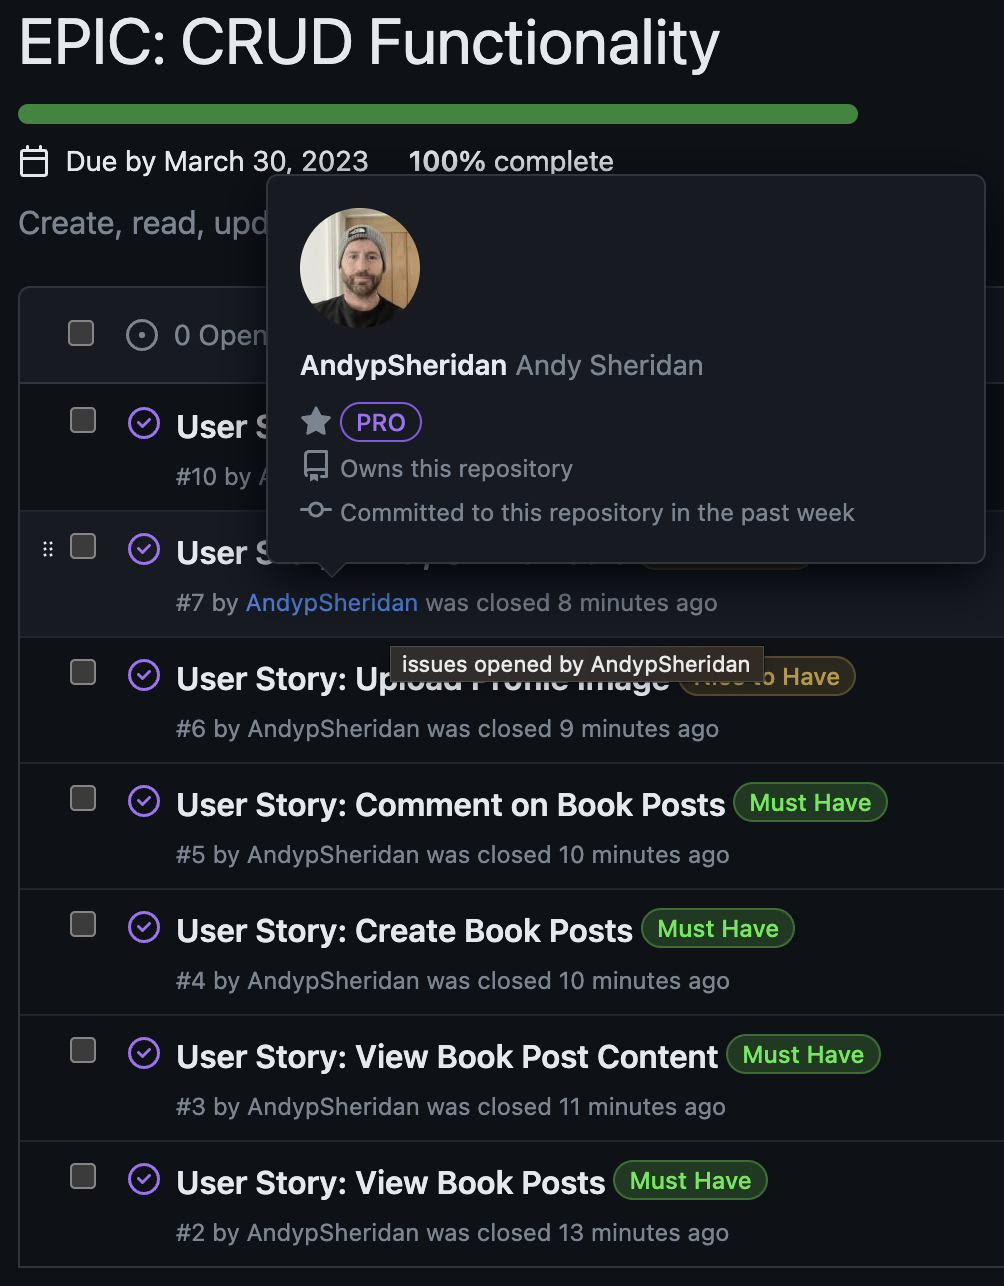 EPIC: CRUD Functionality
Due by March 30, 2023 100% complete
Create, read, upd
AndypSheridan Andy Sheridan
PRO
Owns this repository
Committed to this repository in the past week
0 Open
User
#10 by
User
#7 by AndypSheridan was closed 8 minutes ago
issues opened by AndypSheridan
User Story: Upload Profile Image Nice to Have
#6 by AndypSheridan was closed 9 minutes ago
User Story: Comment on Book Posts Must Have
#5 by AndypSheridan was closed 10 minutes ago
User Story: Create Book Posts Must Have
#4 by AndypSheridan was closed 10 minutes ago
User Story: View Book Post Content Must Have
#3 by AndypSheridan was closed 11 minutes ago
User Story: View Book Posts Must Have
#2 by AndypSheridan was closed 13 minutes ago